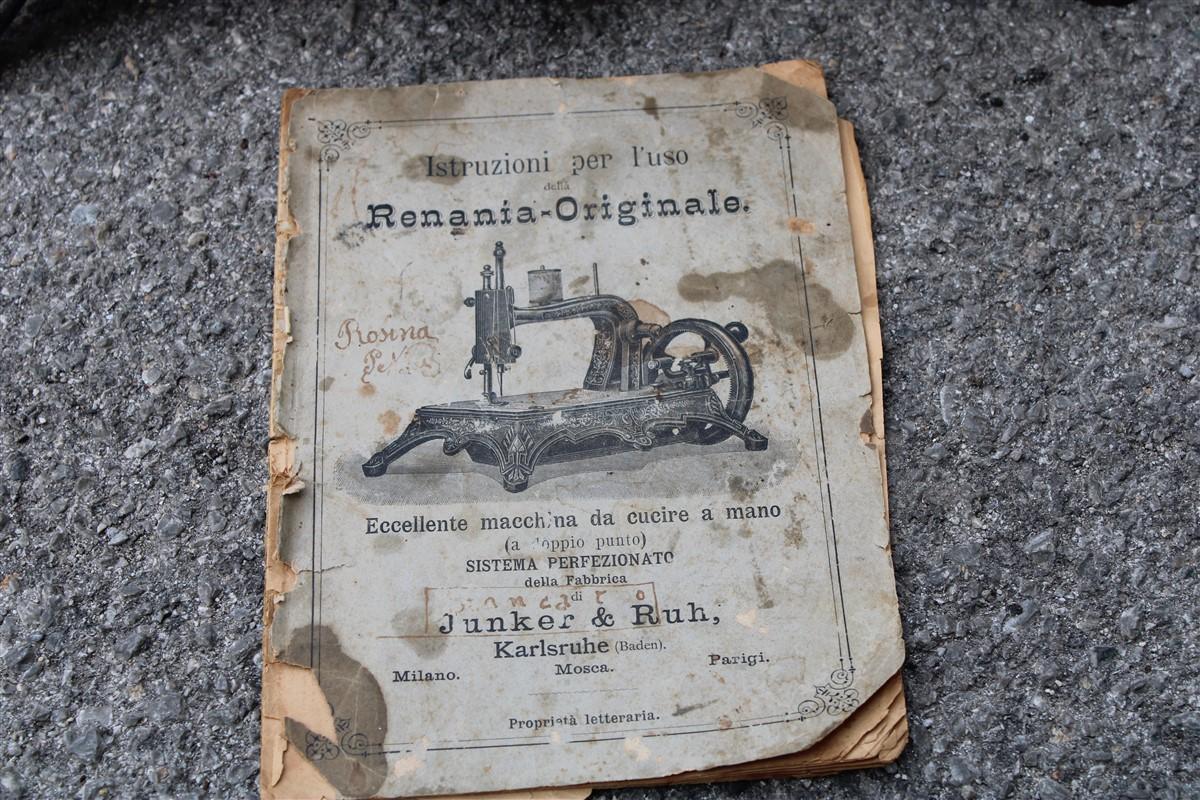 Istruzioni per l'uso
della
Renania-Originale.
Rosina
Eccellente macchina da cucire a mano
(a doppio punto)
SISTEMA PERFEZIONATO
della Fabbrica
di
Junker & Ruh,
Karlsruhe (Baden).
Milano. Mosca. Parigi.
Proprietà letteraria.